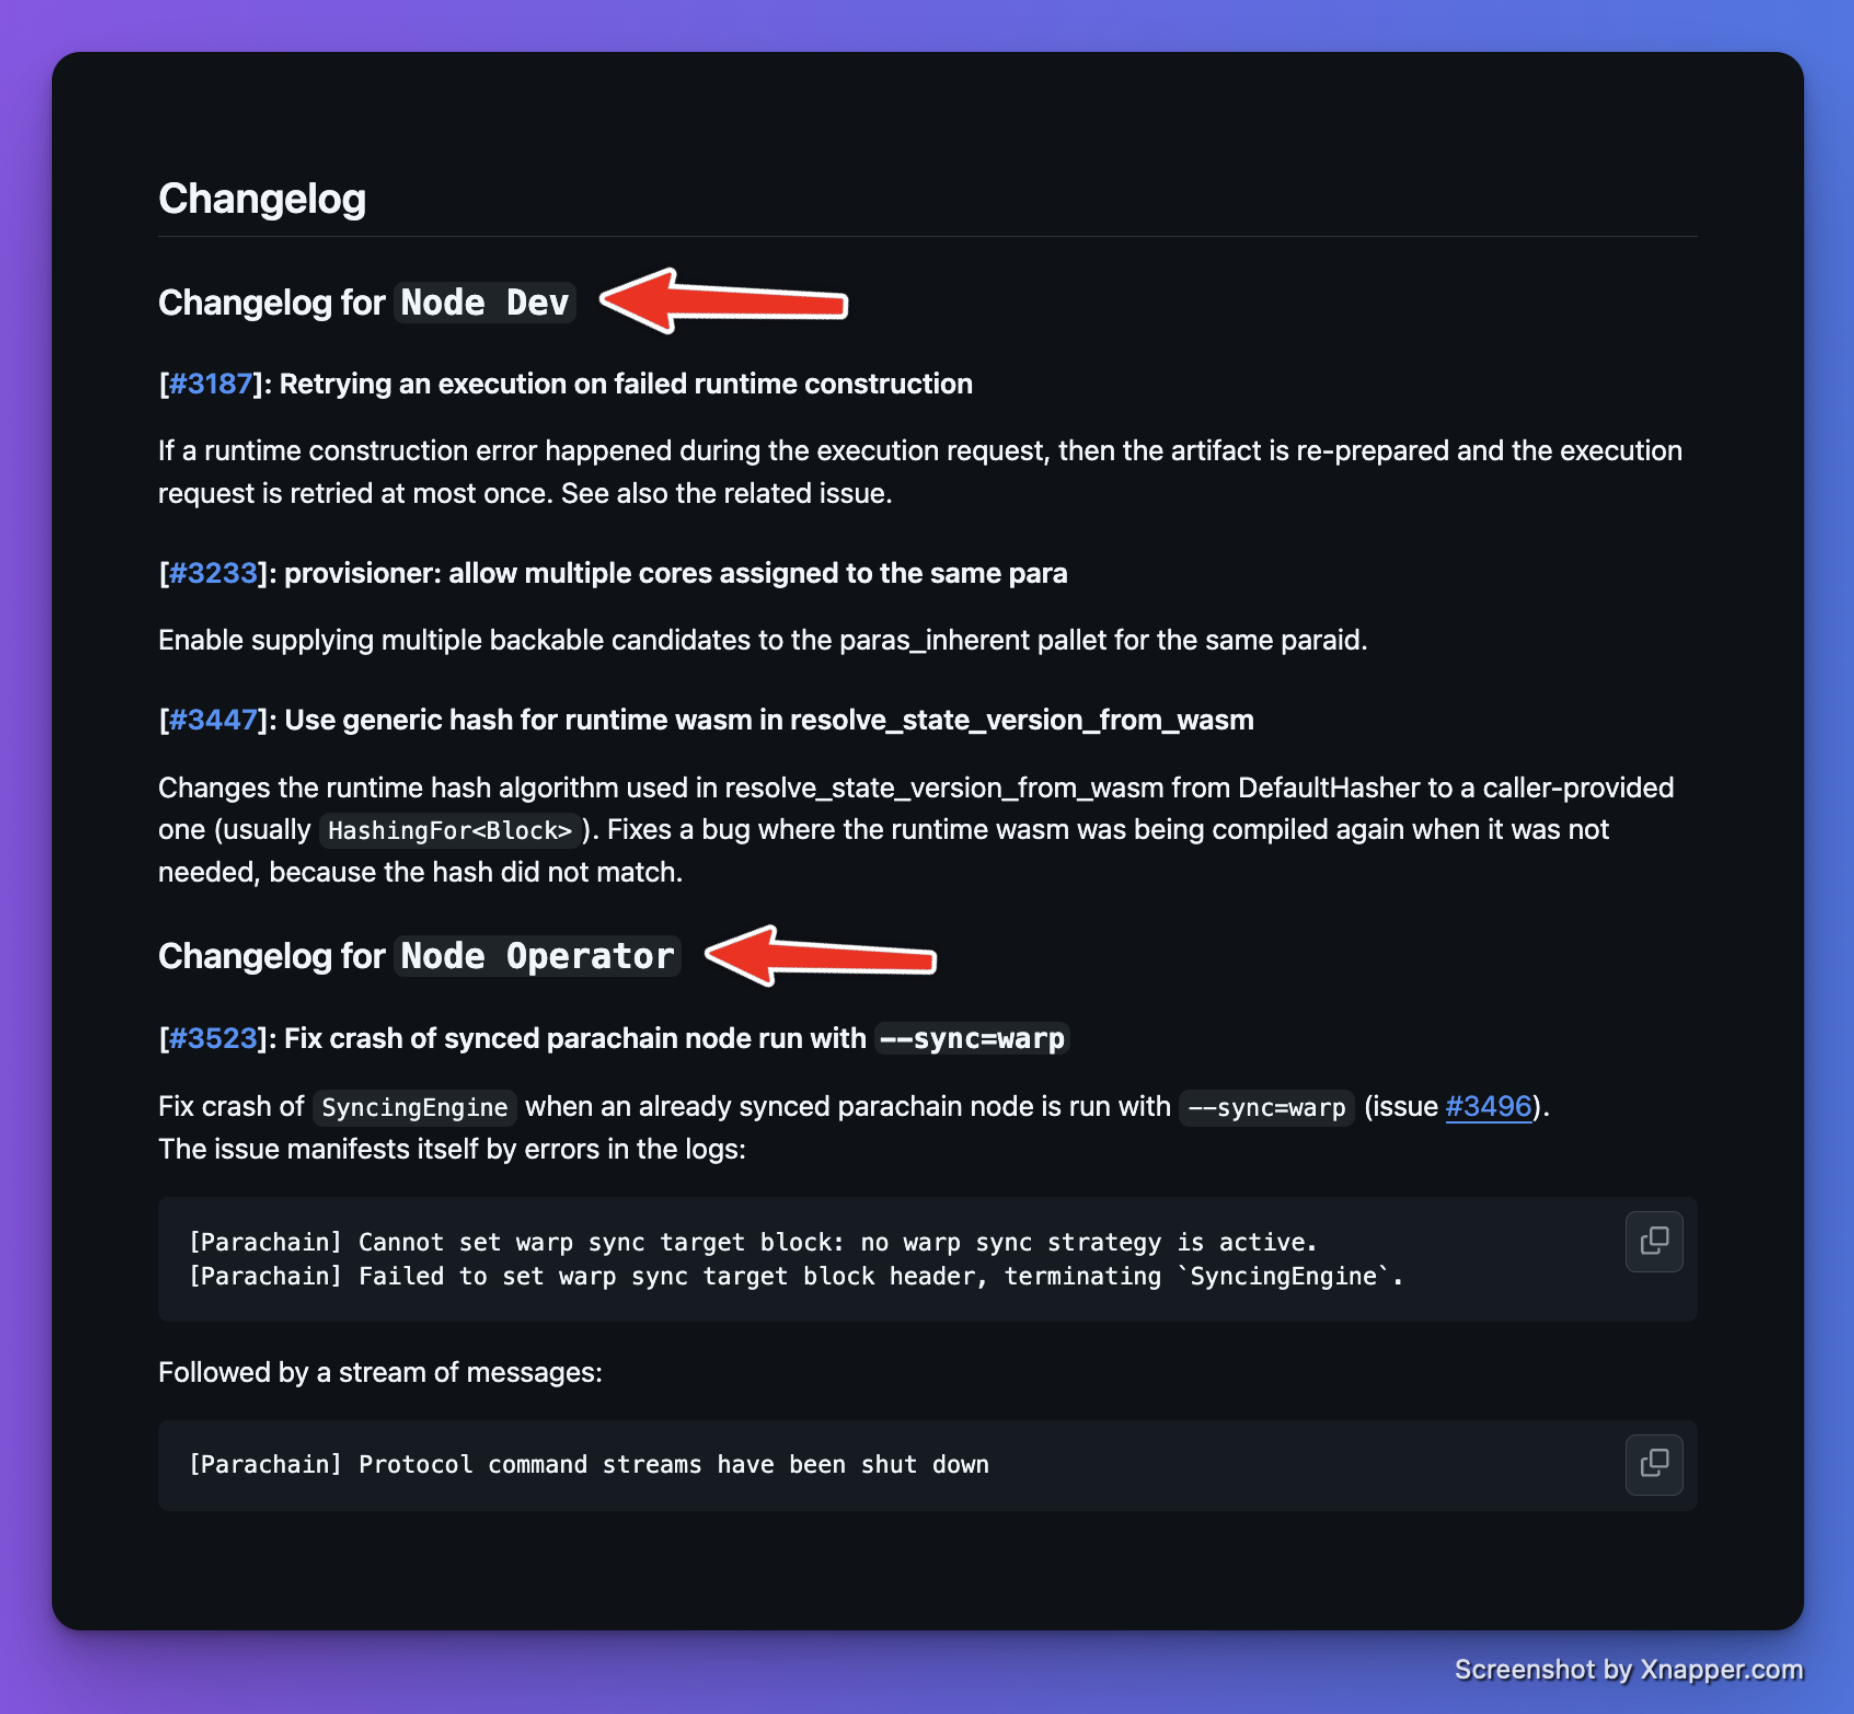 Changelog
Changelog for Node Dev
[#3187]: Retrying an execution on failed runtime construction
If a runtime construction error happened during the execution request, then the artifact is re-prepared and the execution
request is retried at most once. See also the related issue.
[#3233]: provisioner: allow multiple cores assigned to the same para
Enable supplying multiple backable candidates to the paras_inherent pallet for the same paraid.
[#3447]: Use generic hash for runtime wasm in resolve_state_version_from_wasm
Changes the runtime hash algorithm used in resolve_state_version_from_wasm from DefaultHasher to a caller-provided
one (usually HashingFor<Block>). Fixes a bug where the runtime wasm was being compiled again when it was not
needed, because the hash did not match.
Changelog for Node Operator
[#3523]: Fix crash of synced parachain node run with --sync=warp
Fix crash of SyncingEngine when an already synced parachain node is run with --sync=warp (issue #3496).
The issue manifests itself by errors in the logs:
[Parachain] Cannot set warp sync target block: no warp sync strategy is active.
[Parachain] Failed to set warp sync target block header, terminating `SyncingEngine`.
Followed by a stream of messages:
[Parachain] Protocol command streams have been shut down
Screenshot by Xnapper.com